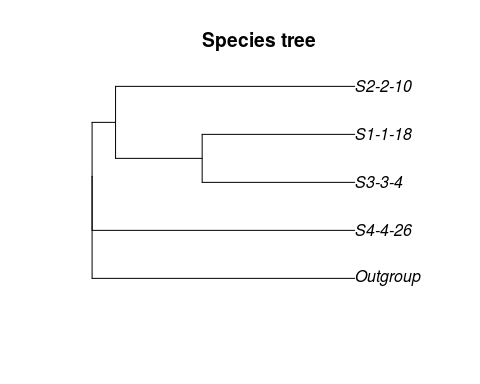 Species tree
S2-2-10
S1-1-18
S3-3-4
S4-4-26
Outgroup